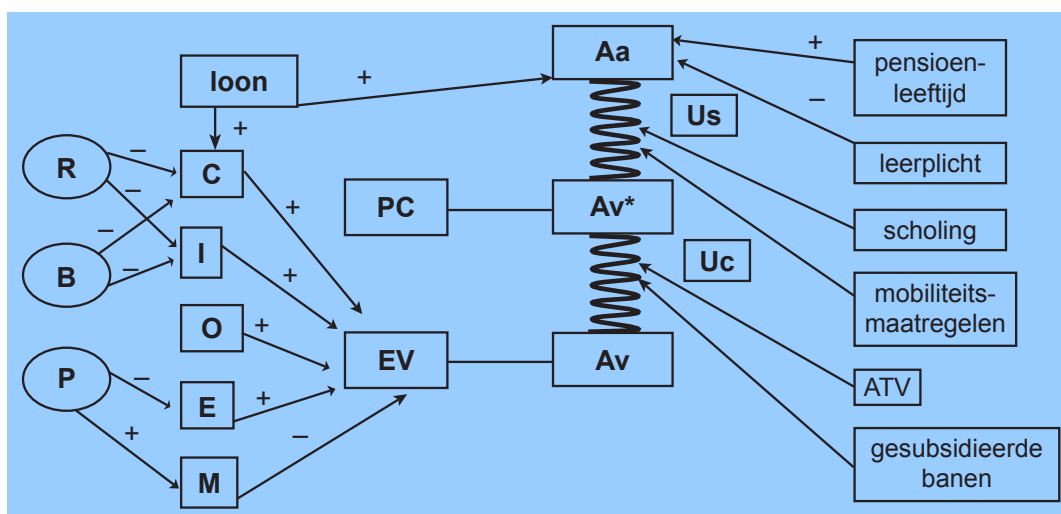 Aa
+
pensioen-
leeftijd
loon
+
–
Us
+
R
–
C
leerplicht
–
+
PC
Av*
scholing
–
I
Uc
B
–
+
mobiliteits-
maatregelen
O
+
EV
Av
P
–
ATV
E
+
+
–
gesubsidieerde
banen
M